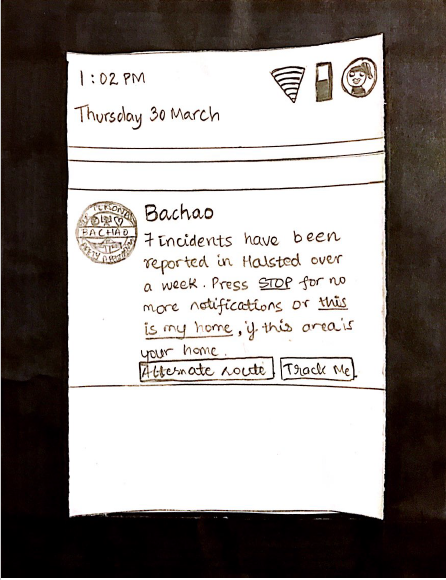 1:02 PM
Thursday 30 March
BACHAO
Bachao
7 Incidents have been
reported in Halsted over
a week. Press STOP for no
more notifications or this
is my home, if this area is
your home.
Alternate route Track Me